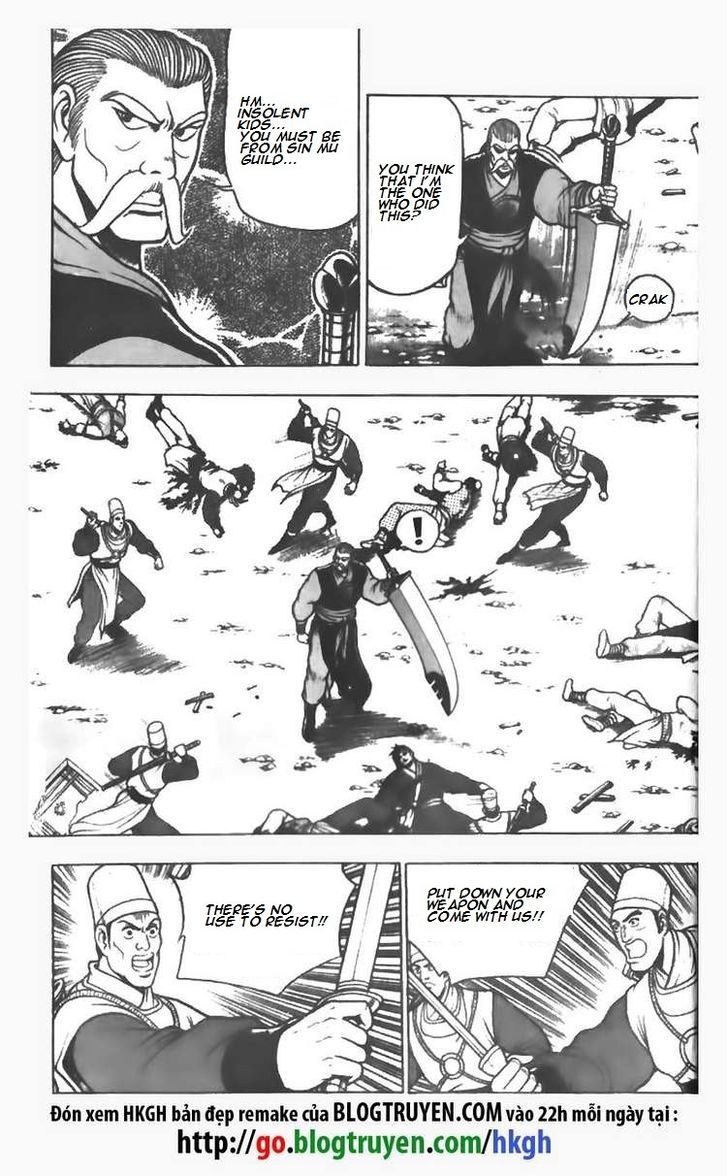 HM...
INSOLENT
KIDS...
YOU MUST BE
FROM SIN MU
GUILD...
YOU THINK
THAT I'M
THE ONE
WHO DID
THIS?
CRAK
!
THERE'S NO
USE TO RESIST!!
PUT DOWN YOUR
WEAPON AND
COME WITH US!!
Đón xem HKGH bản đẹp remake của BLOGTRUYEN.COM vào 22h mỗi ngày tại :
http://go.blogtruyen.com/hkgh